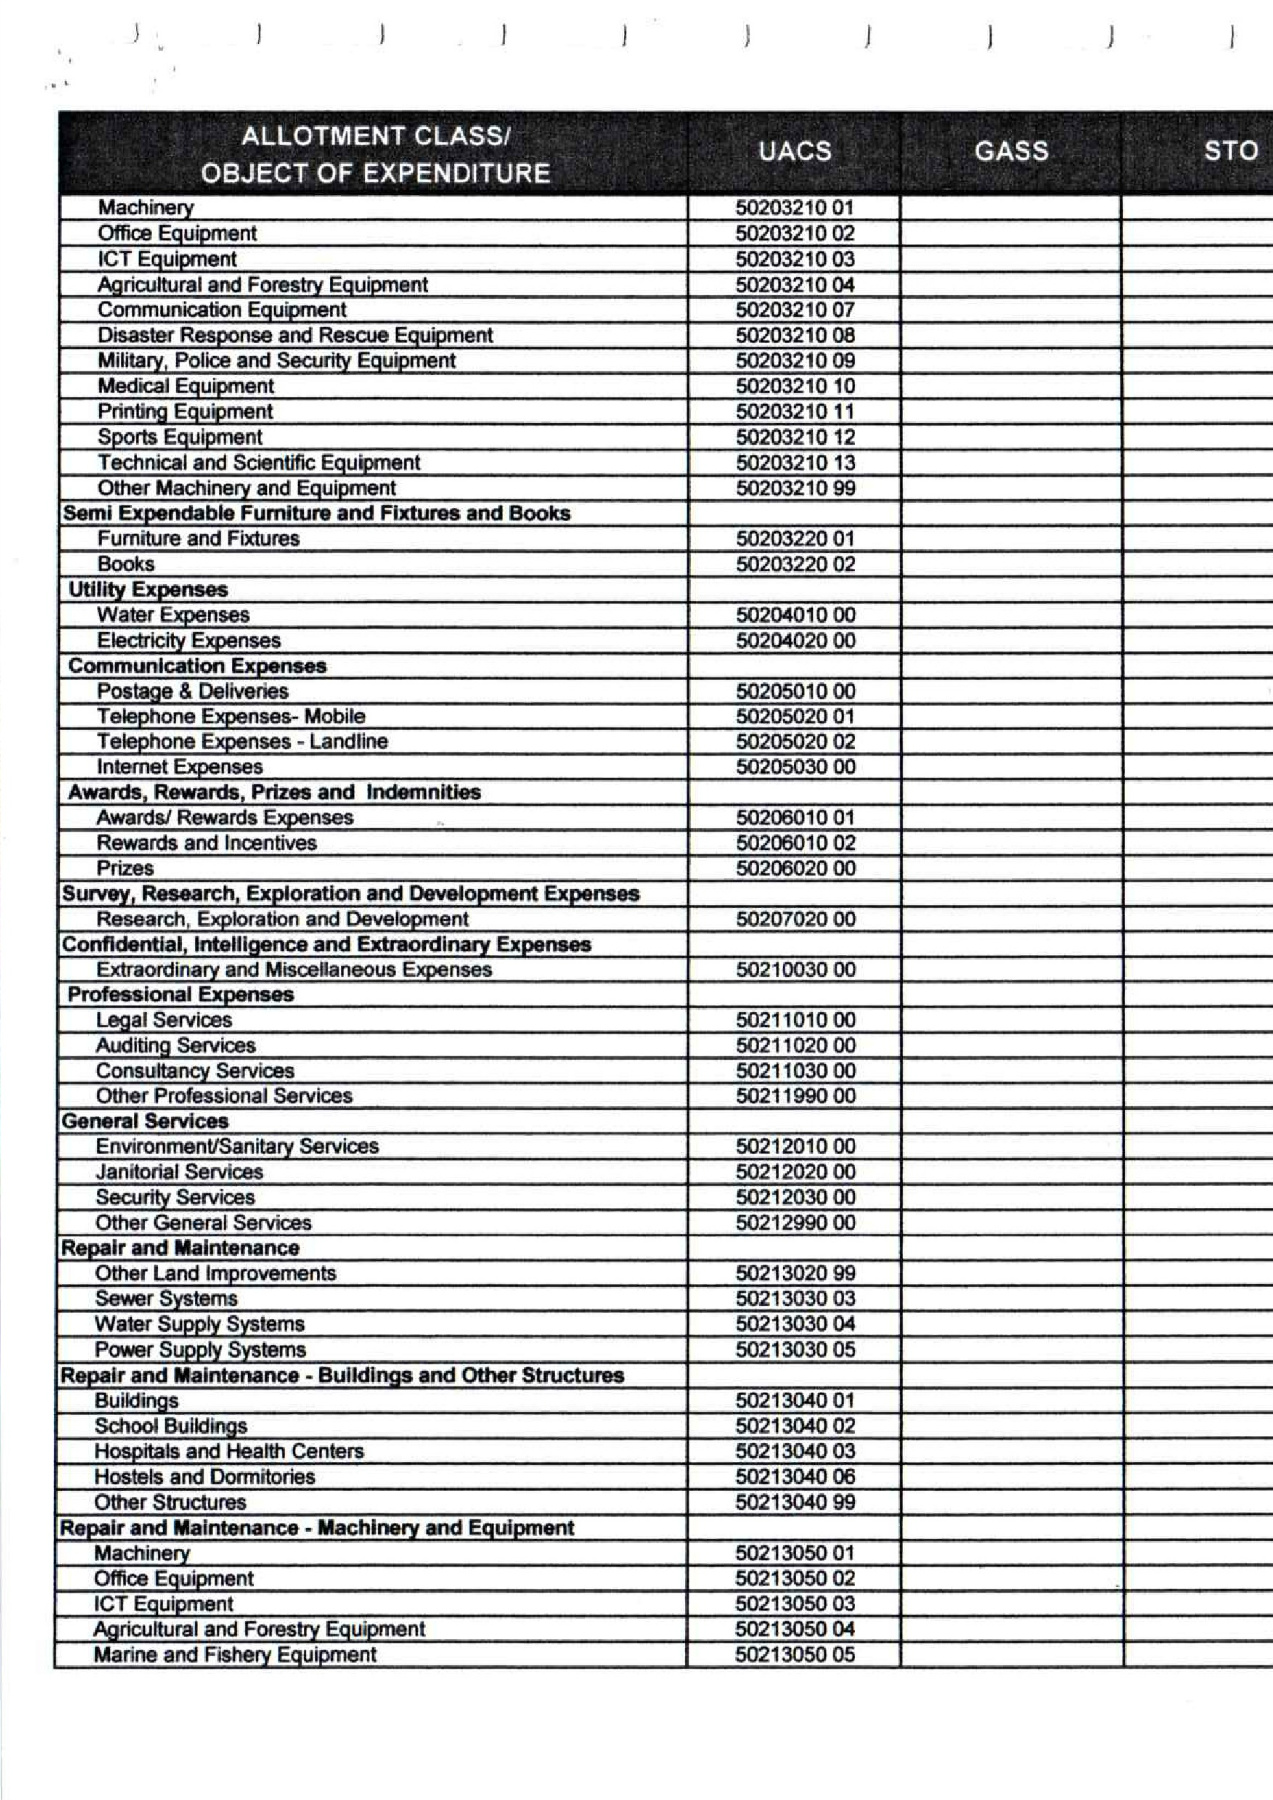 ALLOTMENT CLASS/
OBJECT OF EXPENDITURE UACS GASS STO
Machinery 50203210 01
Office Equipment 50203210 02
ICT Equipment 50203210 03
Agricultural and Forestry Equipment 50203210 04
Communication Equipment 50203210 07
Disaster Response and Rescue Equipment 50203210 08
Military, Police and Security Equipment 50203210 09
Medical Equipment 50203210 10
Printing Equipment 50203210 11
Sports Equipment 50203210 12
Technical and Scientific Equipment 50203210 13
Other Machinery and Equipment 50203210 99
Semi Expendable Furniture and Fixtures and Books
Furniture and Fixtures 50203220 01
Books 50203220 02
Utility Expenses
Water Expenses 50204010 00
Electricity Expenses 50204020 00
Communication Expenses
Postage & Deliveries 50205010 00
Telephone Expenses- Mobile 50205020 01
Telephone Expenses - Landline 50205020 02
Internet Expenses 50205030 00
Awards, Rewards, Prizes and Indemnities
Awards/ Rewards Expenses 50206010 01
Rewards and Incentives 50206010 02
Prizes 50206020 00
Survey, Research, Exploration and Development Expenses
Research, Exploration and Development 50207020 00
Confidential, Intelligence and Extraordinary Expenses
Extraordinary and Miscellaneous Expenses 50210030 00
Professional Expenses
Legal Services 50211010 00
Auditing Services 50211020 00
Consultancy Services 50211030 00
Other Professional Services 50211990 00
General Services
Environment/Sanitary Services 50212010 00
Janitorial Services 50212020 00
Security Services 50212030 00
Other General Services 50212990 00
Repair and Maintenance
Other Land Improvements 50213020 99
Sewer Systems 50213030 03
Water Supply Systems 50213030 04
Power Supply Systems 50213030 05
Repair and Maintenance - Buildings and Other Structures
Buildings 50213040 01
School Buildings 50213040 02
Hospitals and Health Centers 50213040 03
Hostels and Dormitories 50213040 06
Other Structures 50213040 99
Repair and Maintenance - Machinery and Equipment
Machinery 50213050 01
Office Equipment 50213050 02
ICT Equipment 50213050 03
Agricultural and Forestry Equipment 50213050 04
Marine and Fishery Equipment 50213050 05